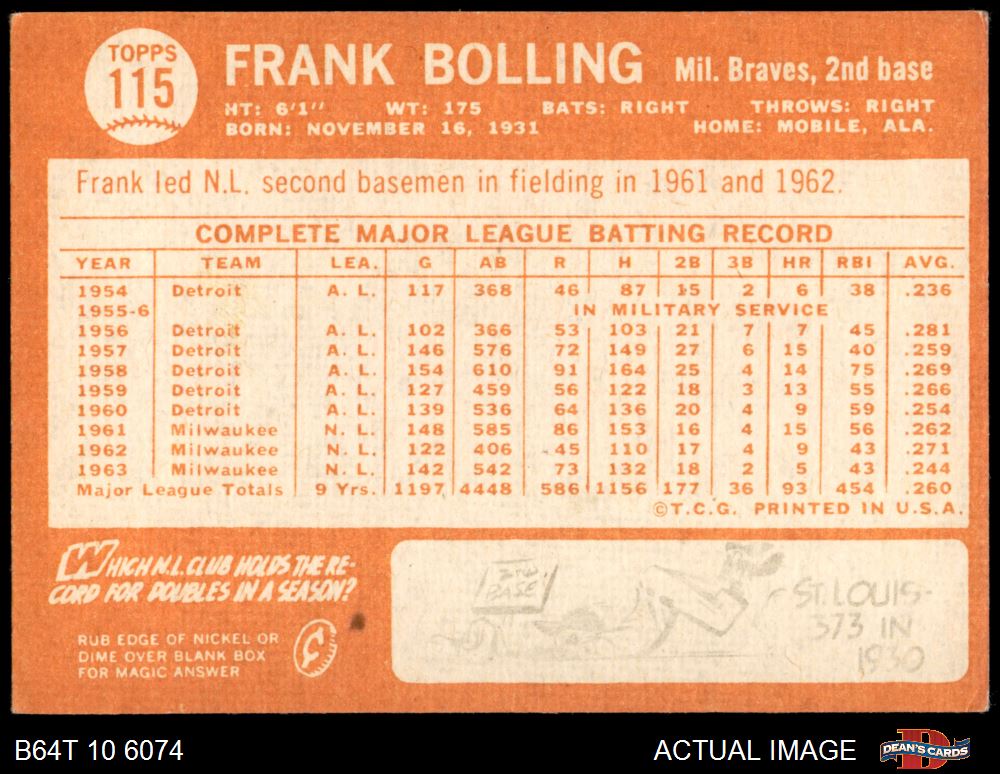 TOPPS
115
FRANK BOLLING Mil. Braves, 2nd base
HT: 6'1" WT: 175 BATS: RIGHT THROWS: RIGHT
BORN: NOVEMBER 16, 1931 HOME: MOBILE, ALA.
Frank led N.L. second basemen in fielding in 1961 and 1962.
COMPLETE MAJOR LEAGUE BATTING RECORD
YEAR TEAM LEA. G AB R H 2B 3B HR RBI AVG.
1954 Detroit A. L. 117 368 46 87 15 2 6 38 .236
1955-6 IN MILITARY SERVICE
1956 Detroit A. L. 102 366 53 103 21 7 7 45 .281
1957 Detroit A. L. 146 576 72 149 27 6 15 40 .259
1958 Detroit A. L. 154 610 91 164 25 4 14 75 .269
1959 Detroit A. L. 127 459 56 122 18 3 13 55 .266
1960 Detroit A. L. 139 536 64 136 20 4 9 59 .254
1961 Milwaukee N. L. 148 585 86 153 16 4 15 56 .262
1962 Milwaukee N. L. 122 406 45 110 17 4 9 43 .271
1963 Milwaukee N. L. 142 542 73 132 18 2 5 43 .244
Major League Totals 9 Yrs. 1197 4448 586 1156 177 36 93 454 .260
©T.C.G. PRINTED IN U.S.A.
WHICH N.L. CLUB HOLDS THE RE-
CORD FOR DOUBLES IN A SEASON?
RUB EDGE OF NICKEL OR
DIME OVER BLANK BOX
FOR MAGIC ANSWER
2ND
BASE
ST. LOUIS-
373 IN
1930
B64T 10 6074 ACTUAL IMAGE DEAN'S CARDS